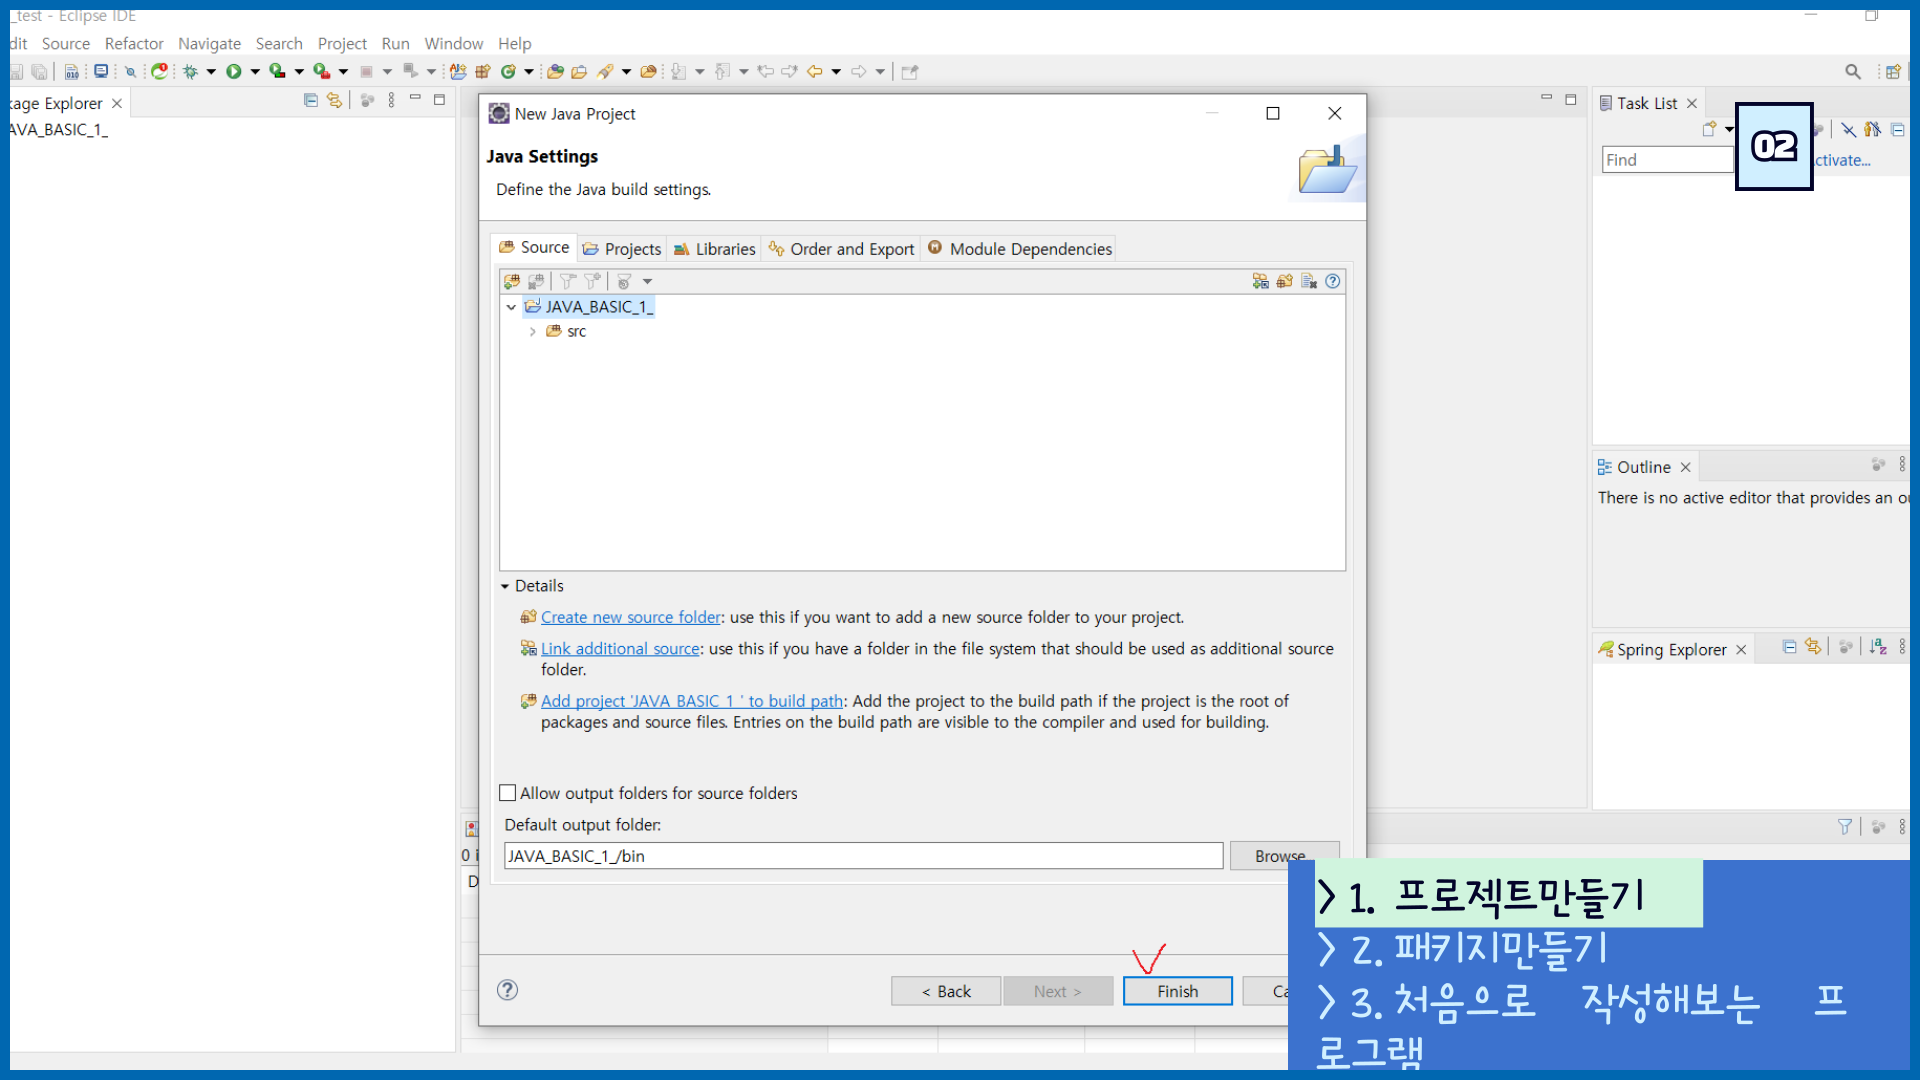 _test - Eclipse IDE
dit Source Refactor Navigate Search Project Run Window Help
kage Explorer
AVA_BASIC_1_
New Java Project
Java Settings
Define the Java build settings.
Source Projects Libraries Order and Export Module Dependencies
JAVA_BASIC_1_
src
Details
Create new source folder: use this if you want to add a new source folder to your project.
Link additional source: use this if you have a folder in the file system that should be used as additional source
folder.
Add project 'JAVA_BASIC_1_' to build path: Add the project to the build path if the project is the root of
packages and source files. Entries on the build path are visible to the compiler and used for building.
Allow output folders for source folders
Default output folder:
JAVA_BASIC_1_/bin
Browse...
< Back Next > Finish Ca
0 i
D
Task List
02
Find
ctivate...
Outline
There is no active editor that provides an ou
Spring Explorer
> 1. 프로젝트만들기
> 2. 패키지만들기
> 3. 처음으로 작성해보는 프
로그램